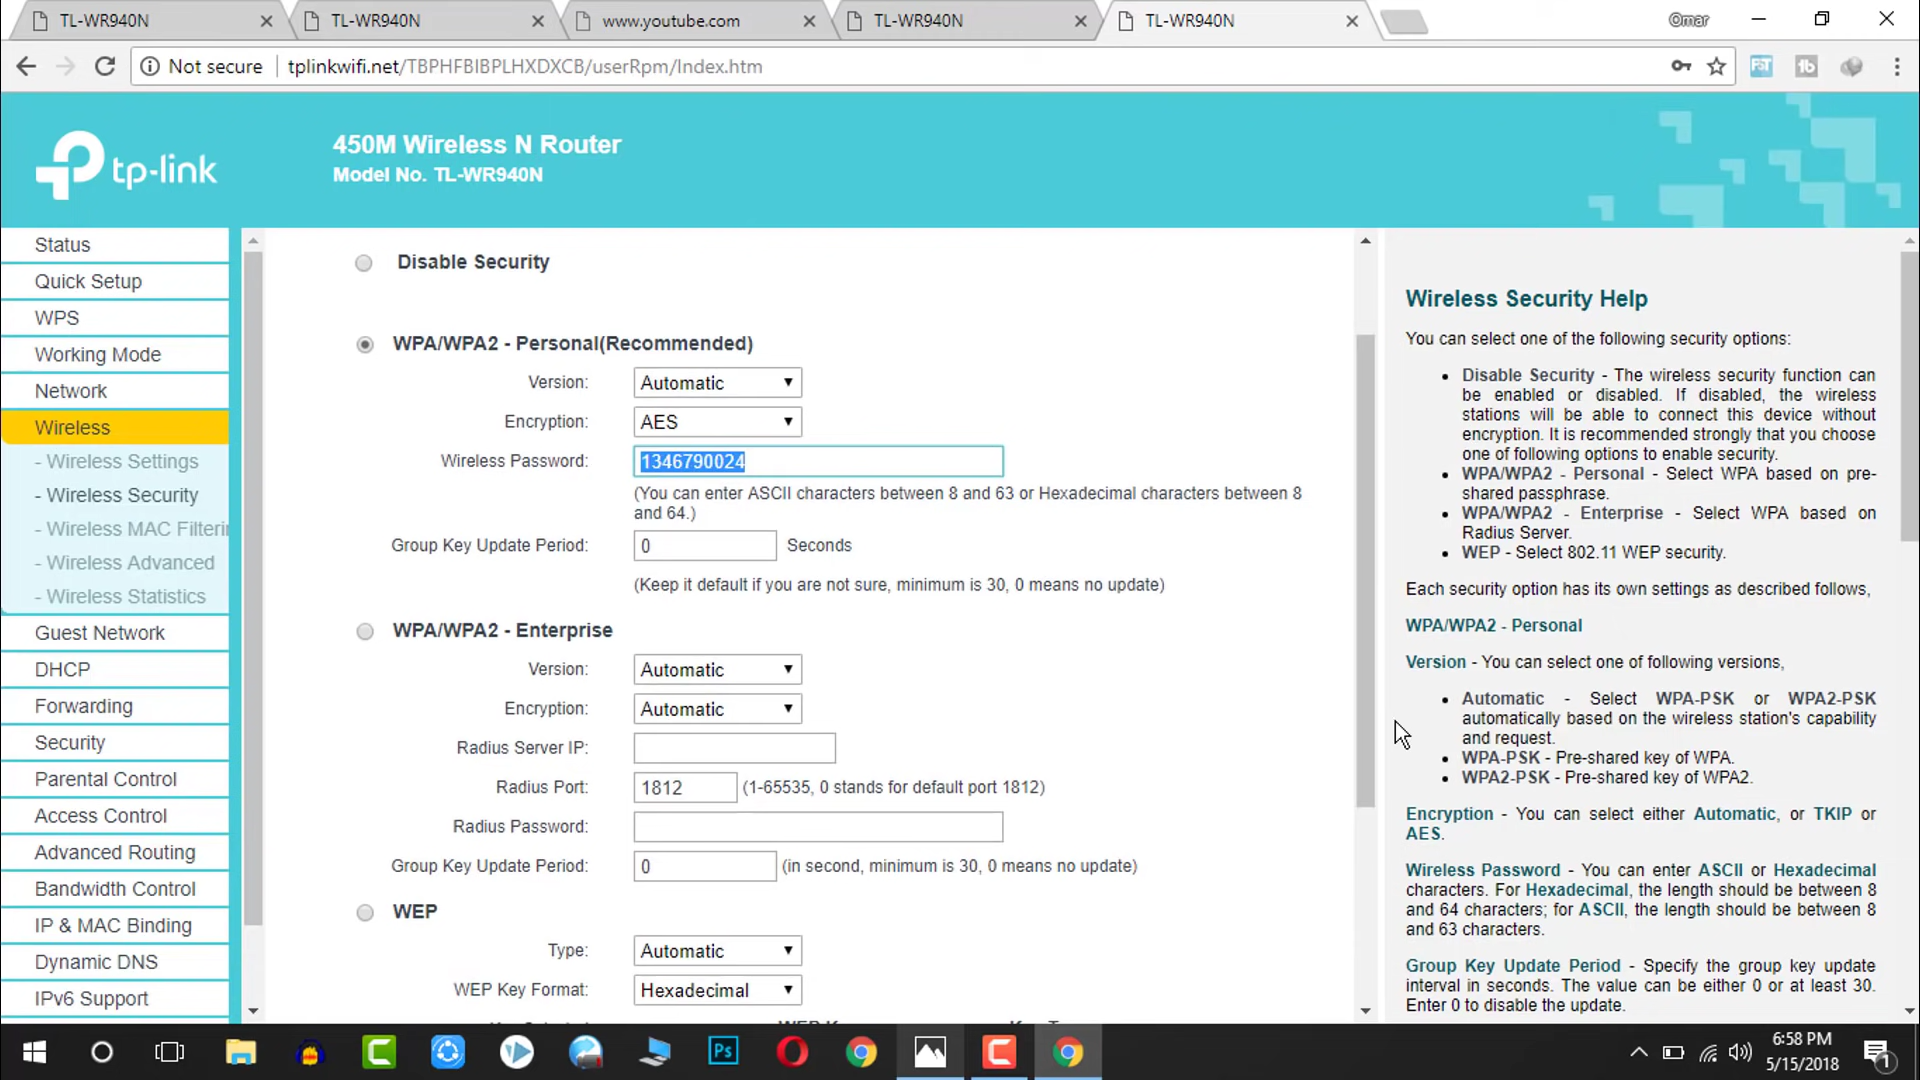 TL-WR940N
TL-WR940N
www.youtube.com
TL-WR940N
TL-WR940N
Omar
Not secure
tplinkwifi.net/TBPHFBIBPLHXDXCB/userRpm/Index.htm
tp-link
450M Wireless N Router
Model No. TL-WR940N
Status
Quick Setup
WPS
Working Mode
Network
Wireless
- Wireless Settings
- Wireless Security
- Wireless MAC Filteri
- Wireless Advanced
- Wireless Statistics
Guest Network
DHCP
Forwarding
Security
Parental Control
Access Control
Advanced Routing
Bandwidth Control
IP & MAC Binding
Dynamic DNS
IPv6 Support
Disable Security
WPA/WPA2 - Personal(Recommended)
Version: Automatic
Encryption: AES
Wireless Password: 1346790024
(You can enter ASCII characters between 8 and 63 or Hexadecimal characters between 8
and 64.)
Group Key Update Period: 0 Seconds
(Keep it default if you are not sure, minimum is 30, 0 means no update)
WPA/WPA2 - Enterprise
Version: Automatic
Encryption: Automatic
Radius Server IP:
Radius Port: 1812 (1-65535, 0 stands for default port 1812)
Radius Password:
Group Key Update Period: 0 (in second, minimum is 30, 0 means no update)
WEP
Type: Automatic
WEP Key Format: Hexadecimal
Wireless Security Help
You can select one of the following security options:
Disable Security - The wireless security function can
be enabled or disabled. If disabled, the wireless
stations will be able to connect this device without
encryption. It is recommended strongly that you choose
one of following options to enable security.
WPA/WPA2 - Personal - Select WPA based on pre-
shared passphrase.
WPA/WPA2 - Enterprise - Select WPA based on
Radius Server.
WEP - Select 802.11 WEP security.
Each security option has its own settings as described follows,
WPA/WPA2 - Personal
Version - You can select one of following versions,
Automatic - Select WPA-PSK or WPA2-PSK
automatically based on the wireless station's capability
and request.
WPA-PSK - Pre-shared key of WPA.
WPA2-PSK - Pre-shared key of WPA2.
Encryption - You can select either Automatic, or TKIP or
AES.
Wireless Password - You can enter ASCII or Hexadecimal
characters. For Hexadecimal, the length should be between 8
and 64 characters; for ASCII, the length should be between 8
and 63 characters.
Group Key Update Period - Specify the group key update
interval in seconds. The value can be either 0 or at least 30.
Enter 0 to disable the update.
Ps
6:58 PM
5/15/2018
1